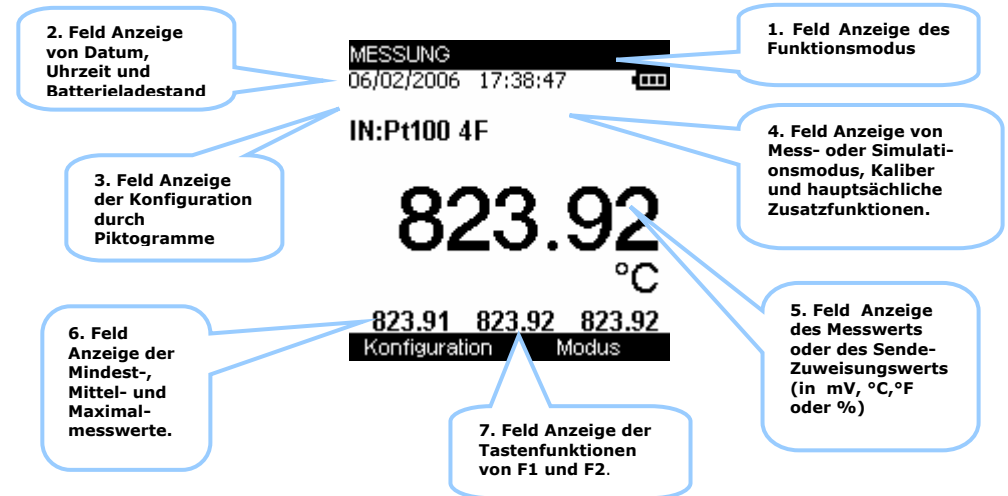 2. Feld Anzeige
von Datum,
Uhrzeit und
Batterieladestand
1. Feld Anzeige des
Funktionsmodus
MESSUNG
06/02/2006 17:38:47
IN:Pt100 4F
3. Feld Anzeige
der Konfiguration
durch
Piktogramme
4. Feld Anzeige von
Mess- oder Simulati-
onsmodus, Kaliber
und hauptsächliche
Zusatzfunktionen.
823.92
°C
823.91 823.92 823.92
Konfiguration Modus
6. Feld
Anzeige der
Mindest-,
Mittel- und
Maximal-
messwerte.
5. Feld Anzeige
des Messwerts
oder des Sende-
Zuweisungswerts
(in mV, °C,°F
oder %)
7. Feld Anzeige der
Tastenfunktionen
von F1 und F2.